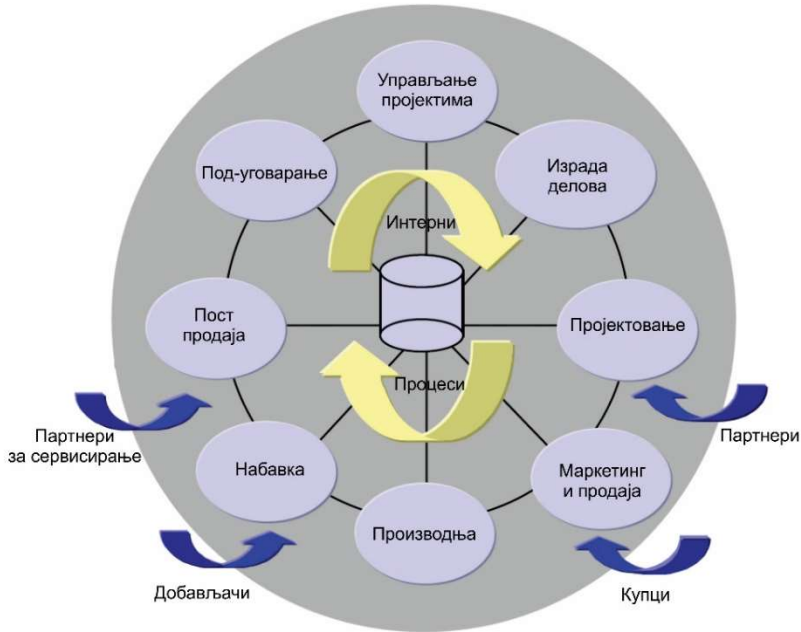 Управљање
пројектима
Под-уговарање
Израда
делова
Интерни
Пост
продаја
Пројектовање
Процеси
Партнери
за сервисирање
Партнери
Набавка
Маркетинг
и продаја
Производња
Добављачи
Купци